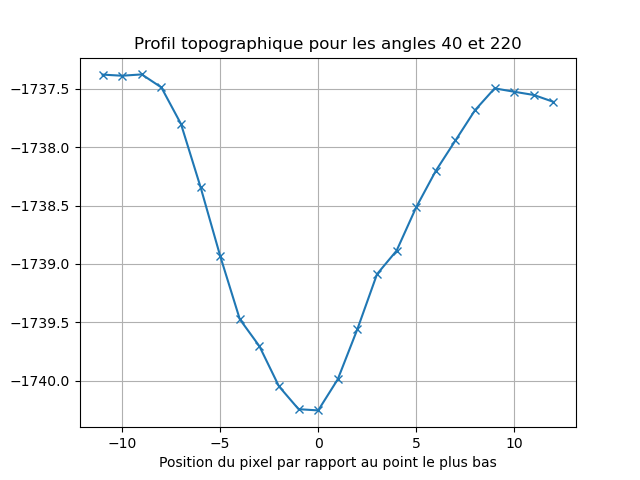 Profil topographique pour les angles 40 et 220
−1737.5
−1738.0
−1738.5
−1739.0
−1739.5
−1740.0
−10 −5 0 5 10
Position du pixel par rapport au point le plus bas